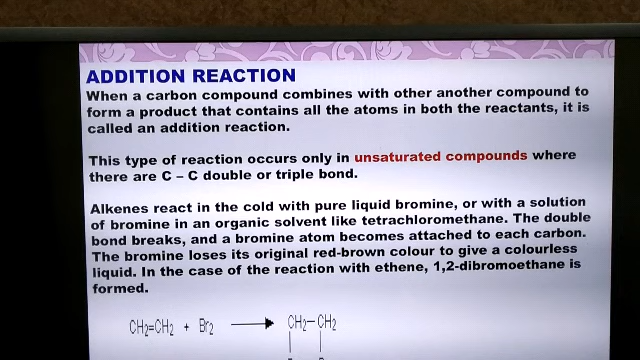 ADDITION REACTION
When a carbon compound combines with other another compound to
form a product that contains all the atoms in both the reactants, it is
called an addition reaction.
This type of reaction occurs only in unsaturated compounds where
there are C – C double or triple bond.
Alkenes react in the cold with pure liquid bromine, or with a solution
of bromine in an organic solvent like tetrachloromethane. The double
bond breaks, and a bromine atom becomes attached to each carbon.
The bromine loses its original red-brown colour to give a colourless
liquid. In the case of the reaction with ethene, 1,2-dibromoethane is
formed.
CH₂=CH₂ + Br₂ ⟶ CH₂–CH₂